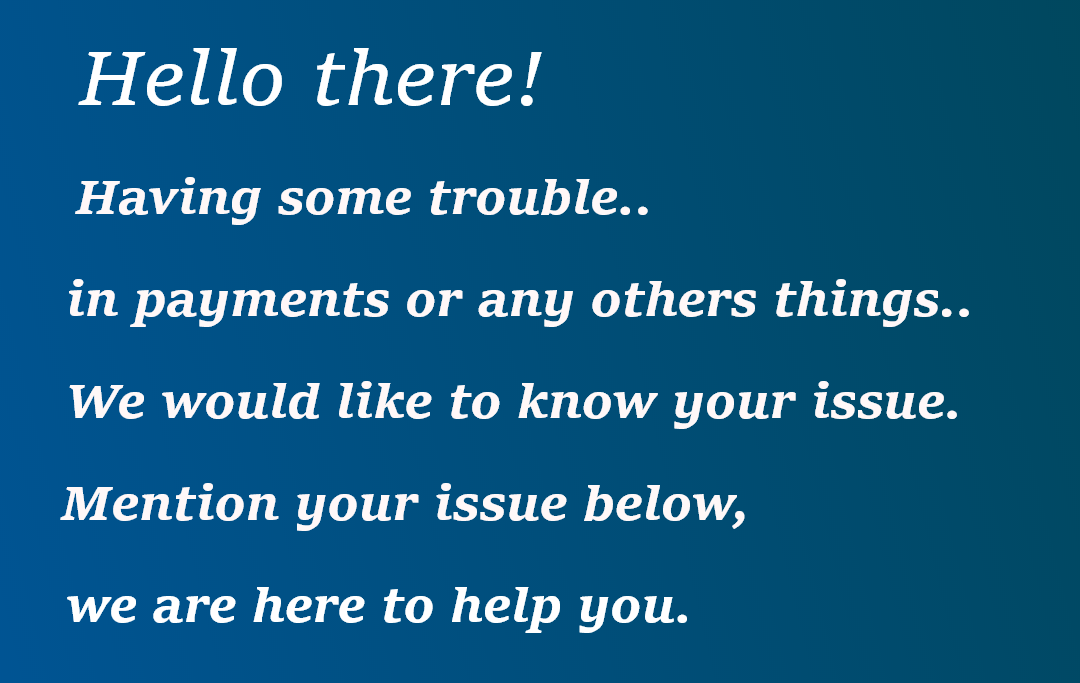 Hello there!
Having some trouble..
in payments or any others things..
We would like to know your issue.
Mention your issue below,
we are here to help you.